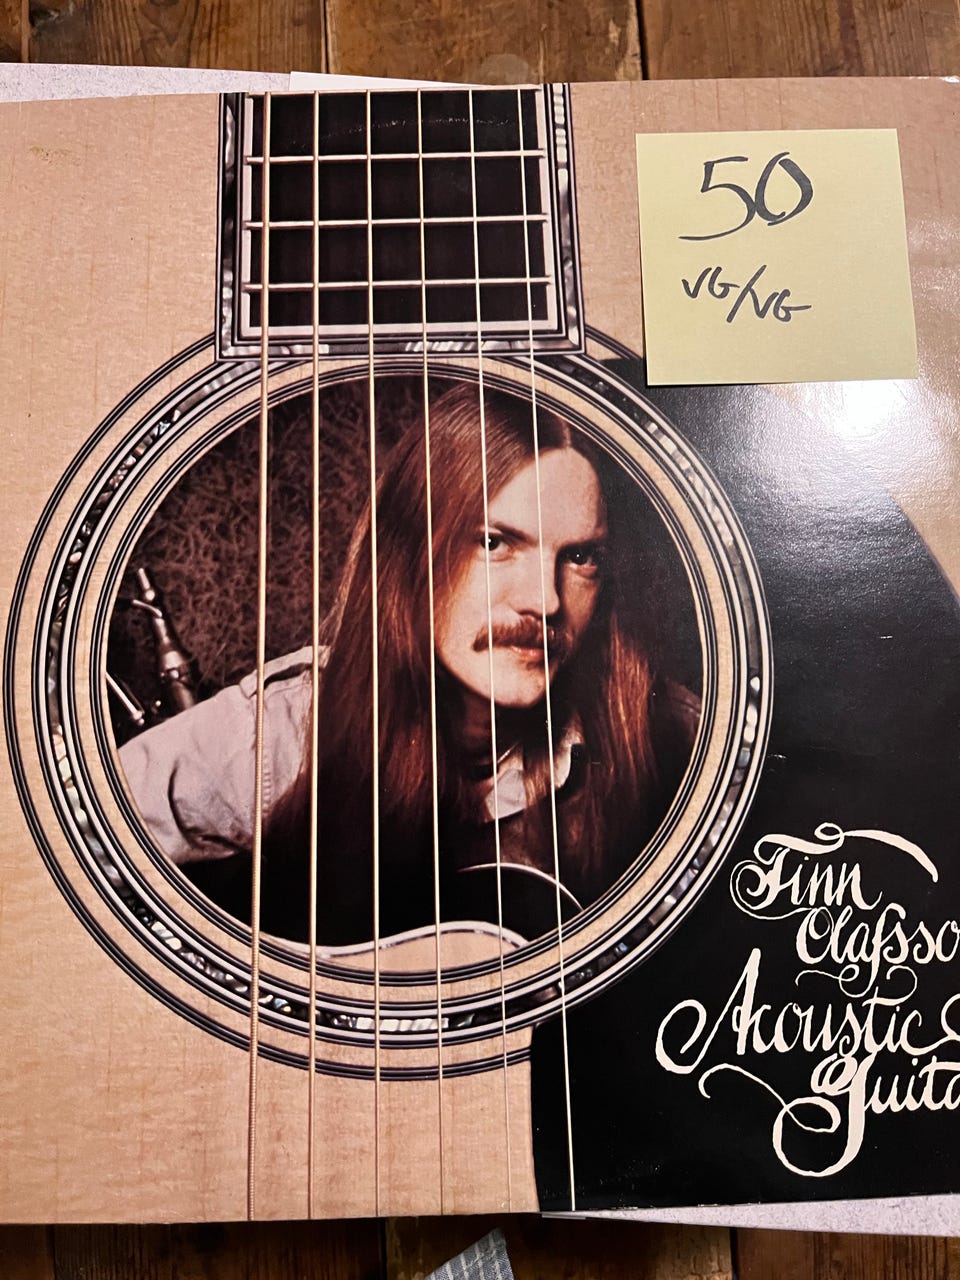 50
VG/VG
Finn
Olafsso
Acoustic
Guita